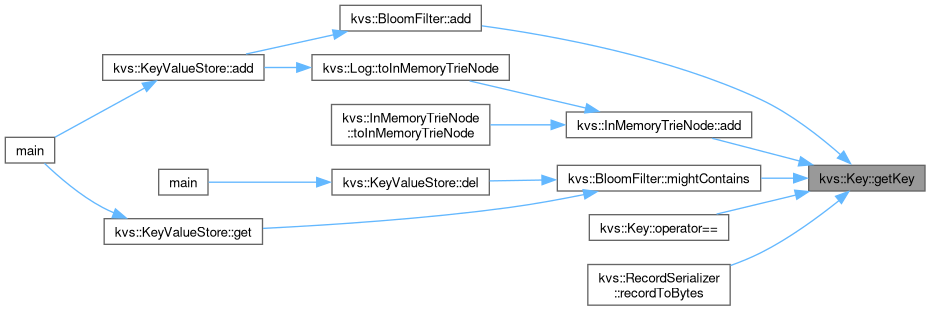 kvs::BloomFilter::add
kvs::KeyValueStore::add
kvs::Log::toInMemoryTrieNode
kvs::InMemoryTrieNode
::toInMemoryTrieNode
kvs::InMemoryTrieNode::add
main
main
kvs::KeyValueStore::del
kvs::BloomFilter::mightContains
kvs::Key::getKey
kvs::KeyValueStore::get
kvs::Key::operator==
kvs::RecordSerializer
::recordToBytes